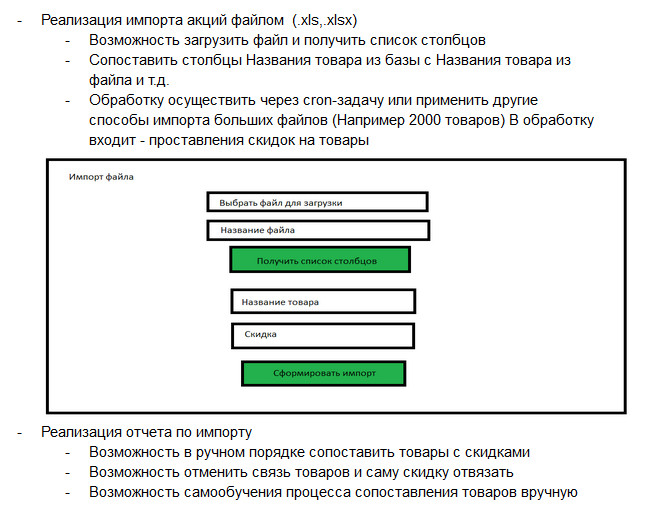 - Реализация импорта акций файлом (.xls,.xlsx)
- Возможность загрузить файл и получить список столбцов
- Сопоставить столбцы Названия товара из базы с Названия товара из
файла и т.д.
- Обработку осуществить через cron-задачу или применить другие
способы импорта больших файлов (Например 2000 товаров) В обработку
входит - проставления скидок на товары
Импорт файла
Выбрать файл для загрузки
Название файла
Получить список столбцов
Название товара
Скидка
Сформировать импорт
- Реализация отчета по импорту
- Возможность в ручном порядке сопоставить товары с скидками
- Возможность отменить связь товаров и саму скидку отвязать
- Возможность самообучения процесса сопоставления товаров вручную